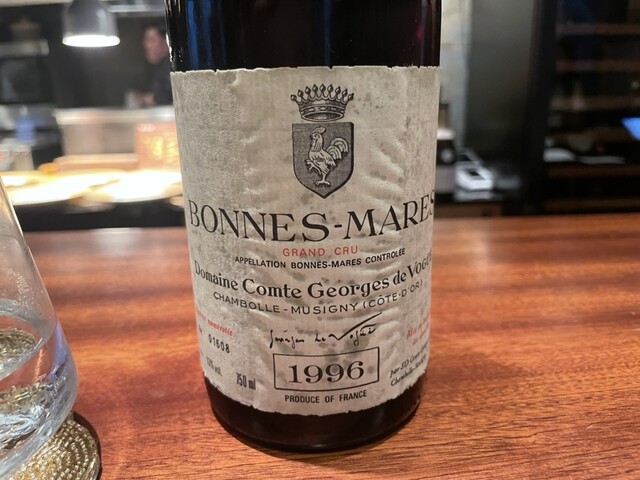 BONNES-MARES
GRAND CRU
APPELLATION BONNES-MARES CONTROLÉE
Domaine Comte Georges de VOGÜÉ
CHAMBOLLE - MUSIGNY (CÔTE-D'OR)
01608
750 ml
1996
PRODUCE OF FRANCE